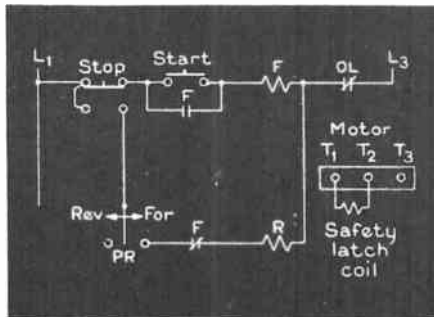 L1 Stop Start F OL L3
F
Motor
T1 T2 T3
Rev For F R
PR
Safety
latch
coil